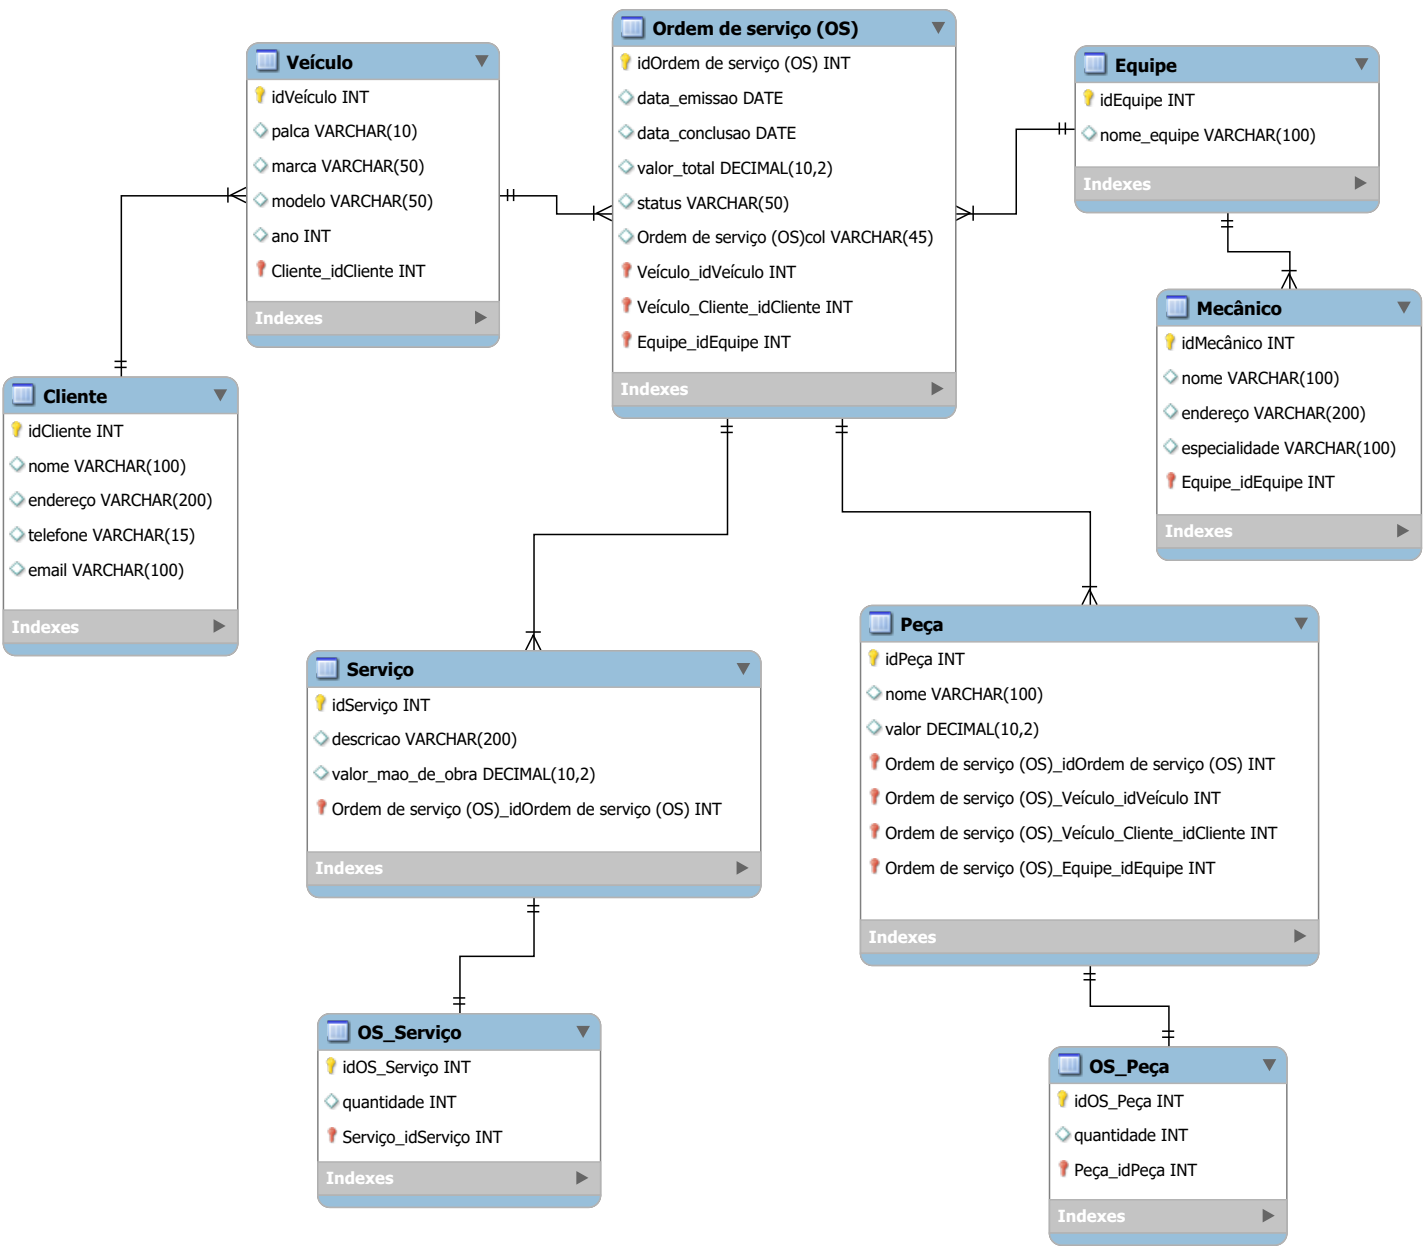 Veículo
idVeículo INT
palca VARCHAR(10)
marca VARCHAR(50)
modelo VARCHAR(50)
ano INT
Cliente_idCliente INT
Indexes
Ordem de serviço (OS)
idOrdem de serviço (OS) INT
data_emissao DATE
data_conclusao DATE
valor_total DECIMAL(10,2)
status VARCHAR(50)
Ordem de serviço (OS)col VARCHAR(45)
Veículo_idVeículo INT
Veículo_Cliente_idCliente INT
Equipe_idEquipe INT
Indexes
Equipe
idEquipe INT
nome_equipe VARCHAR(100)
Indexes
Mecânico
idMecânico INT
nome VARCHAR(100)
endereço VARCHAR(200)
especialidade VARCHAR(100)
Equipe_idEquipe INT
Indexes
Cliente
idCliente INT
nome VARCHAR(100)
endereço VARCHAR(200)
telefone VARCHAR(15)
email VARCHAR(100)
Indexes
Serviço
idServiço INT
descricao VARCHAR(200)
valor_mao_de_obra DECIMAL(10,2)
Ordem de serviço (OS)_idOrdem de serviço (OS) INT
Indexes
Peça
idPeça INT
nome VARCHAR(100)
valor DECIMAL(10,2)
Ordem de serviço (OS)_idOrdem de serviço (OS) INT
Ordem de serviço (OS)_Veículo_idVeículo INT
Ordem de serviço (OS)_Veículo_Cliente_idCliente INT
Ordem de serviço (OS)_Equipe_idEquipe INT
Indexes
OS_Serviço
idOS_Serviço INT
quantidade INT
Serviço_idServiço INT
Indexes
OS_Peça
idOS_Peça INT
quantidade INT
Peça_idPeça INT
Indexes